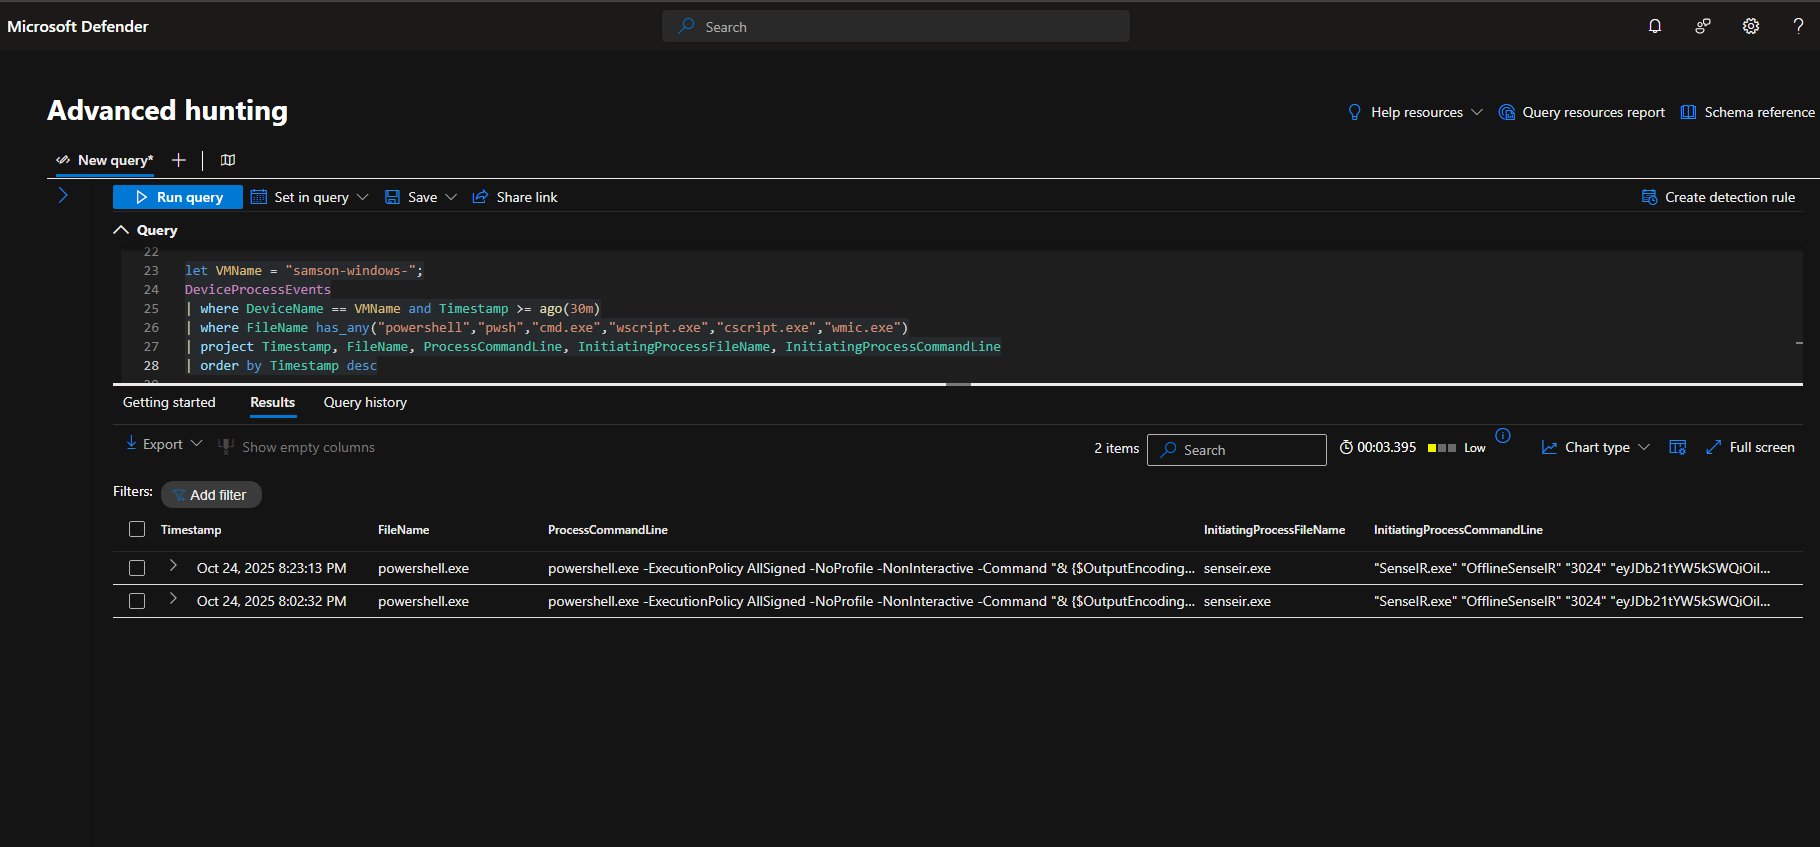 Microsoft Defender
Search
Advanced hunting
Help resources
Query resources report
Schema reference
New query*
Run query
Set in query
Save
Share link
Create detection rule
Query
22
23 let VMName = "samson-windows-";
24 DeviceProcessEvents
25 | where DeviceName == VMName and Timestamp >= ago(30m)
26 | where FileName has_any("powershell","pwsh","cmd.exe","wscript.exe","cscript.exe","wmic.exe")
27 | project Timestamp, FileName, ProcessCommandLine, InitiatingProcessFileName, InitiatingProcessCommandLine
28 | order by Timestamp desc
Getting started Results Query history
Export Show empty columns 2 items Search 00:03.395 Low Chart type Full screen
Filters: Add filter
Timestamp FileName ProcessCommandLine InitiatingProcessFileName InitiatingProcessCommandLine
Oct 24, 2025 8:23:13 PM powershell.exe powershell.exe -ExecutionPolicy AllSigned -NoProfile -NonInteractive -Command "& {$OutputEncoding... senseir.exe "SenseIR.exe" "OfflineSenseIR" "3024" "eyJDb21tYW5kSWQiOiI...
Oct 24, 2025 8:02:32 PM powershell.exe powershell.exe -ExecutionPolicy AllSigned -NoProfile -NonInteractive -Command "& {$OutputEncoding... senseir.exe "SenseIR.exe" "OfflineSenseIR" "3024" "eyJDb21tYW5kSWQiOiI...